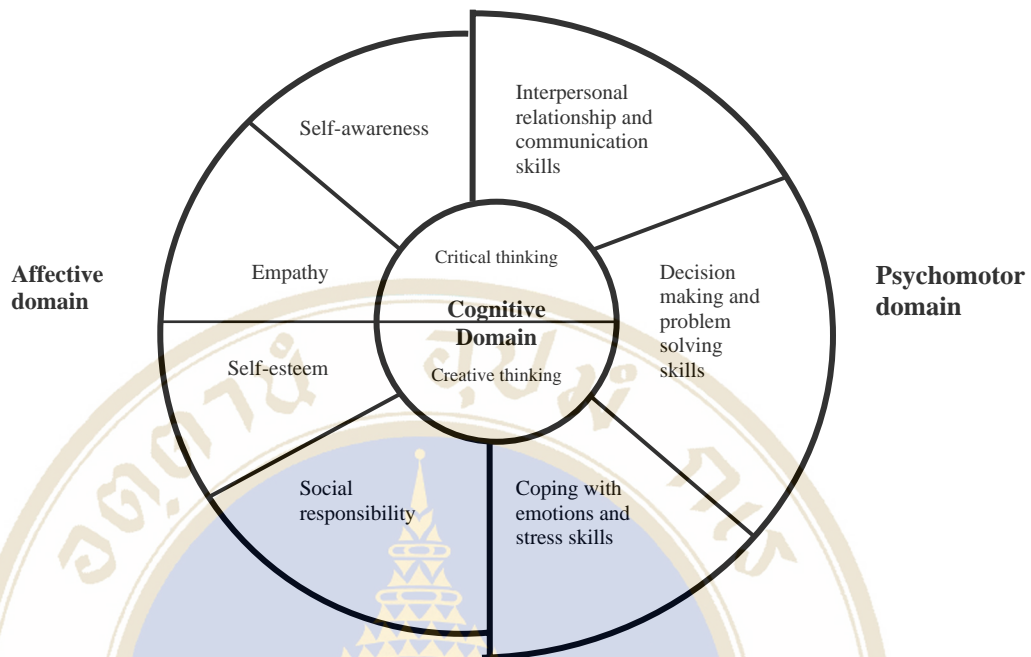 Self-awareness
Interpersonal
relationship and
communication
skills
Affective
domain
Empathy
Critical thinking
Cognitive
Domain
Creative thinking
Decision
making and
problem
solving
skills
Psychomotor
domain
Self-esteem
Social
responsibility
Coping with
emotions and
stress skills